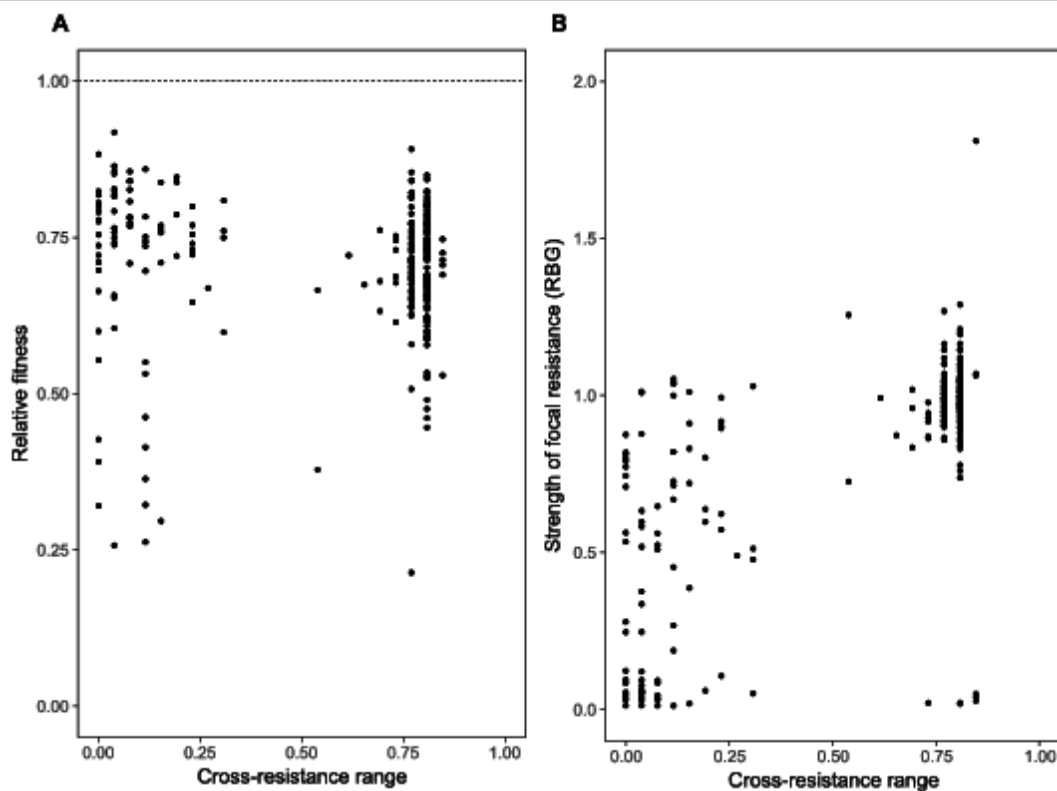 A
B
1.00
0.75
0.50
0.25
0.00
Relative fitness
0.00 0.25 0.50 0.75 1.00
Cross-resistance range
2.0
1.5
1.0
0.5
0.0
Strength of focal resistance (RBG)
0.00 0.25 0.50 0.75 1.00
Cross-resistance range